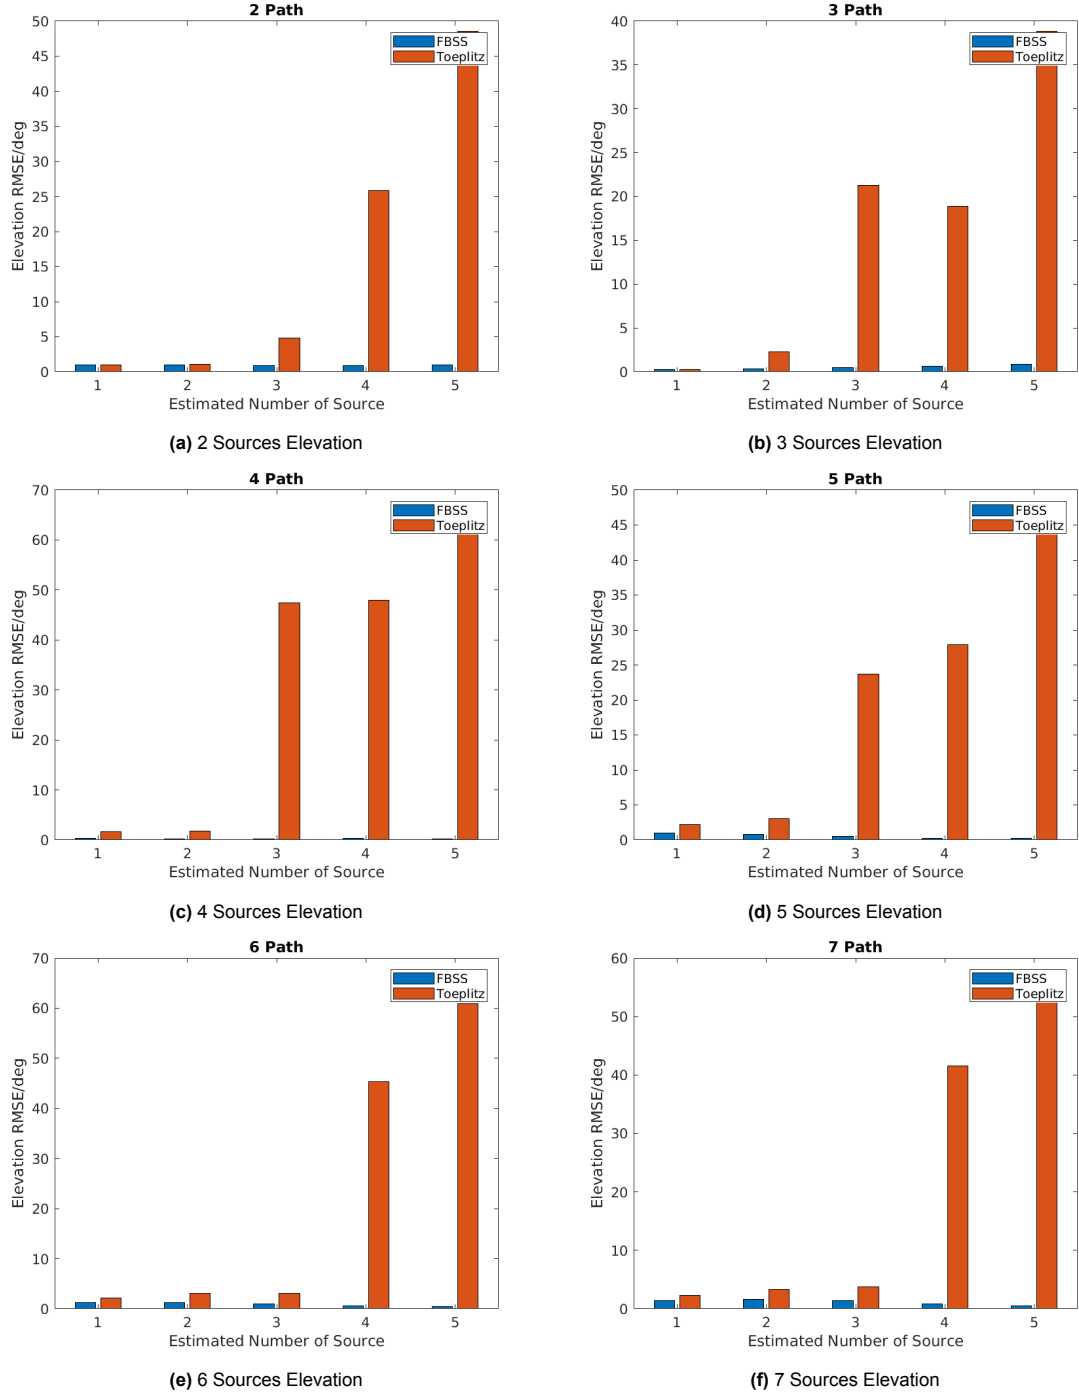 2 Path
50
45
40
35
30
25
20
15
10
5
0
Elevation RMSE/deg
FBSS
Toeplitz
1 2 3 4 5
Estimated Number of Source
(a) 2 Sources Elevation
3 Path
40
35
30
25
20
15
10
5
0
Elevation RMSE/deg
FBSS
Toeplitz
1 2 3 4 5
Estimated Number of Source
(b) 3 Sources Elevation
4 Path
70
60
50
40
30
20
10
0
Elevation RMSE/deg
FBSS
Toeplitz
1 2 3 4 5
Estimated Number of Source
(c) 4 Sources Elevation
5 Path
50
45
40
35
30
25
20
15
10
5
0
Elevation RMSE/deg
FBSS
Toeplitz
1 2 3 4 5
Estimated Number of Source
(d) 5 Sources Elevation
6 Path
70
60
50
40
30
20
10
0
Elevation RMSE/deg
FBSS
Toeplitz
1 2 3 4 5
Estimated Number of Source
(e) 6 Sources Elevation
7 Path
60
50
40
30
20
10
0
Elevation RMSE/deg
FBSS
Toeplitz
1 2 3 4 5
Estimated Number of Source
(f) 7 Sources Elevation